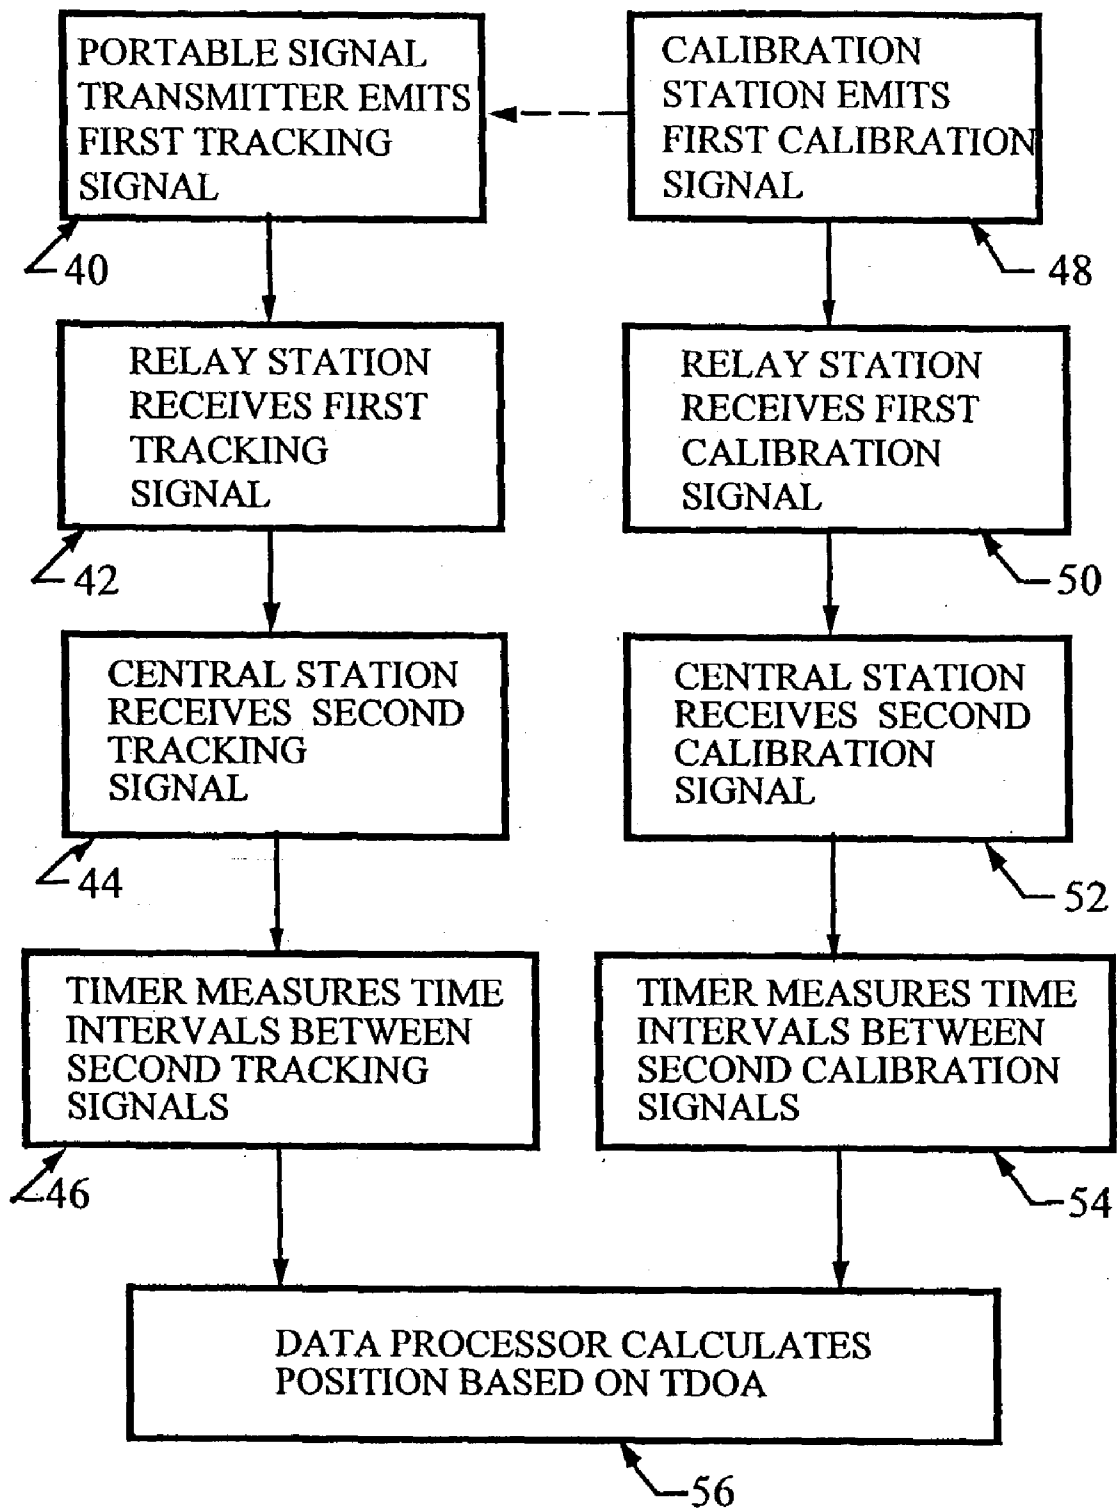 PORTABLE SIGNAL
TRANSMITTER EMITS
FIRST TRACKING
SIGNAL
40
CALIBRATION
STATION EMITS
FIRST CALIBRATION
SIGNAL
48
RELAY STATION
RECEIVES FIRST
TRACKING
SIGNAL
42
RELAY STATION
RECEIVES FIRST
CALIBRATION
SIGNAL
50
CENTRAL STATION
RECEIVES SECOND
TRACKING
SIGNAL
44
CENTRAL STATION
RECEIVES SECOND
CALIBRATION
SIGNAL
52
TIMER MEASURES TIME
INTERVALS BETWEEN
SECOND TRACKING
SIGNALS
46
TIMER MEASURES TIME
INTERVALS BETWEEN
SECOND CALIBRATION
SIGNALS
54
DATA PROCESSOR CALCULATES
POSITION BASED ON TDOA
56